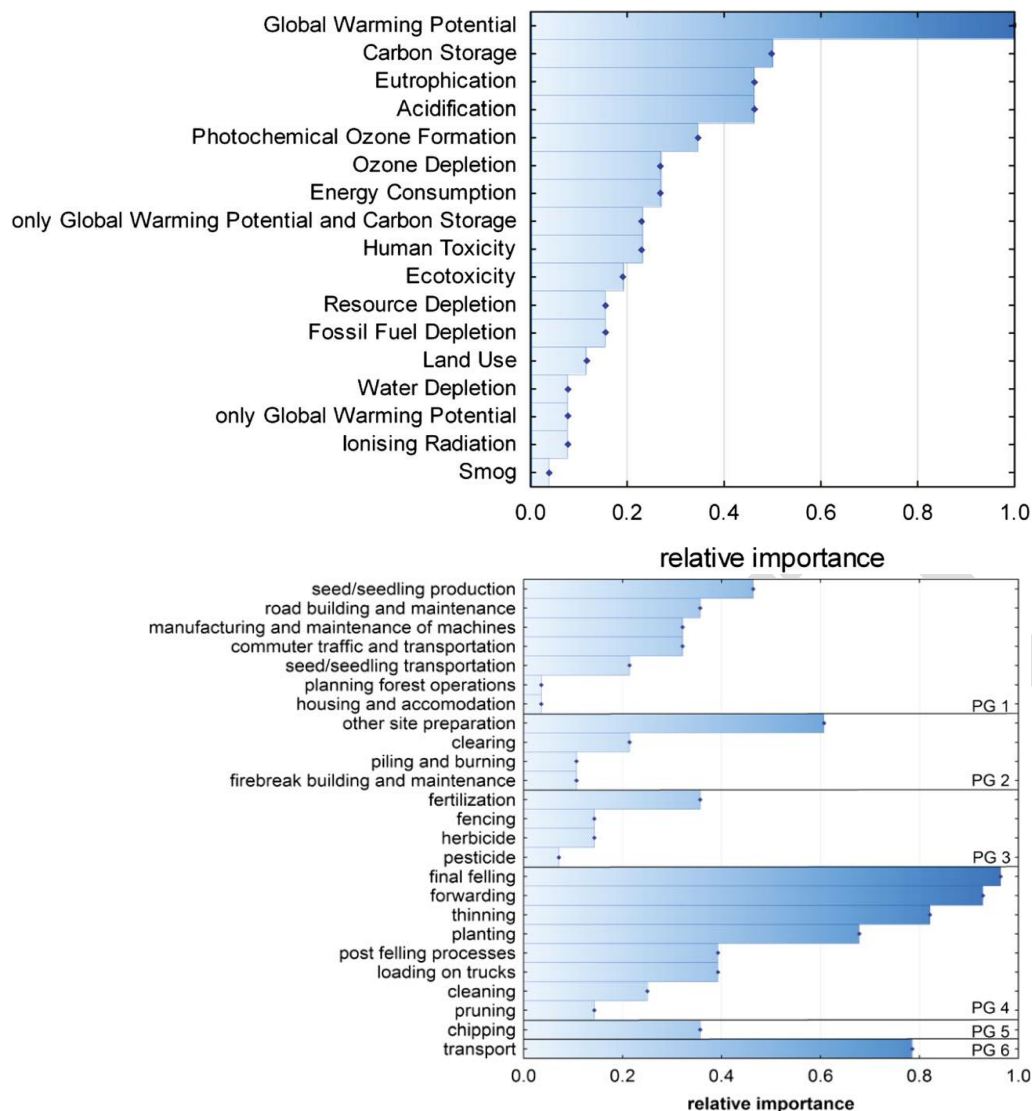 Global Warming Potential
Carbon Storage
Eutrophication
Acidification
Photochemical Ozone Formation
Ozone Depletion
Energy Consumption
only Global Warming Potential and Carbon Storage
Human Toxicity
Ecotoxicity
Resource Depletion
Fossil Fuel Depletion
Land Use
Water Depletion
only Global Warming Potential
Ionising Radiation
Smog
0.0 0.2 0.4 0.6 0.8 1.0
relative importance
seed/seedling production
road building and maintenance
manufacturing and maintenance of machines
commuter traffic and transportation
seed/seedling transportation
planning forest operations
housing and accomodation PG 1
other site preparation
clearing
piling and burning
firebreak building and maintenance PG 2
fertilization
fencing
herbicide
pesticide PG 3
final felling
forwarding
thinning
planting
post felling processes
loading on trucks
cleaning
pruning PG 4
chipping PG 5
transport PG 6
0.0 0.2 0.4 0.6 0.8 1.0
relative importance